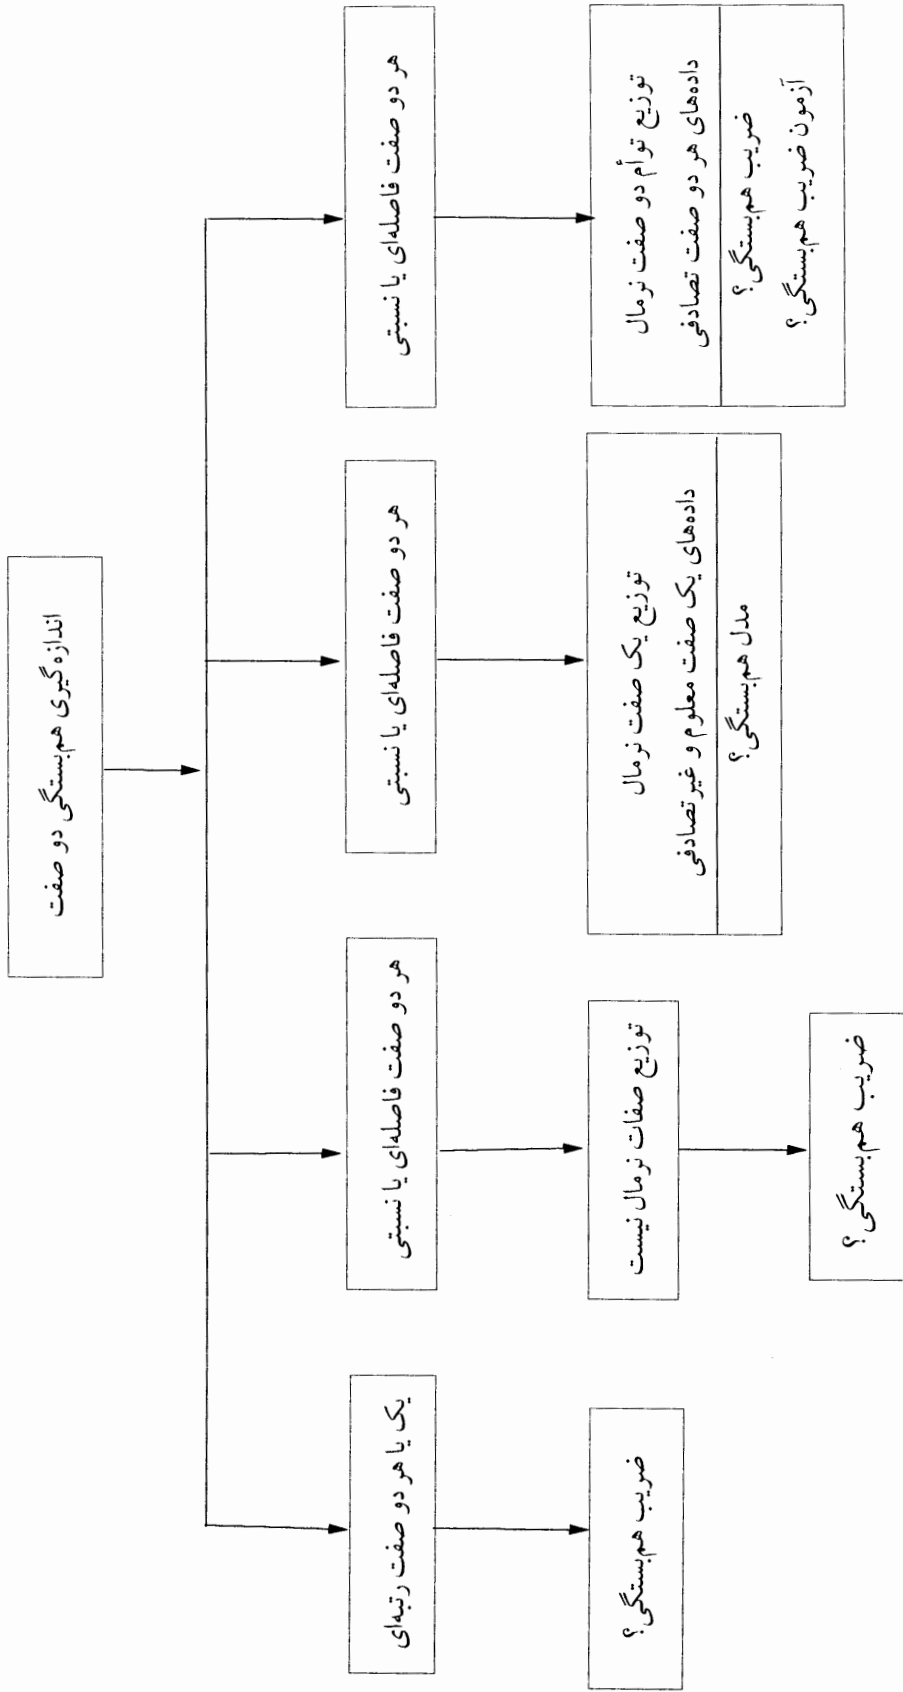 اندازه‌گیری هم‌بستگی دو صفت
هر دو صفت فاصله‌ای یا نسبتی
توزیع توأم دو صفت نرمال
داده‌های هر دو صفت تصادفی
ضریب هم‌بستگی؟
آزمون ضریب هم‌بستگی؟
هر دو صفت فاصله‌ای یا نسبتی
توزیع یک صفت نرمال
داده‌های یک صفت معلوم و غیرتصادفی
مدل هم‌بستگی؟
هر دو صفت فاصله‌ای یا نسبتی
توزیع صفات نرمال نیست
ضریب هم‌بستگی؟
یک یا هر دو صفت رتبه‌ای
ضریب هم‌بستگی؟